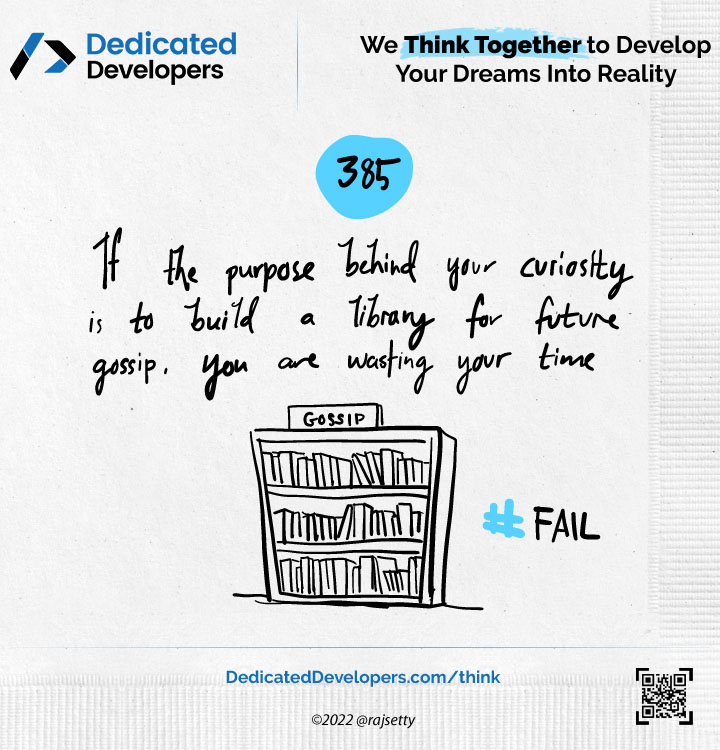 Dedicated
Developers
We Think Together to Develop
Your Dreams Into Reality
385
If the purpose behind your curiosity
is to build a library for future
gossip. you are wasting your time
GOSSIP
# FAIL
DedicatedDevelopers.com/think
©2022 @rajsetty